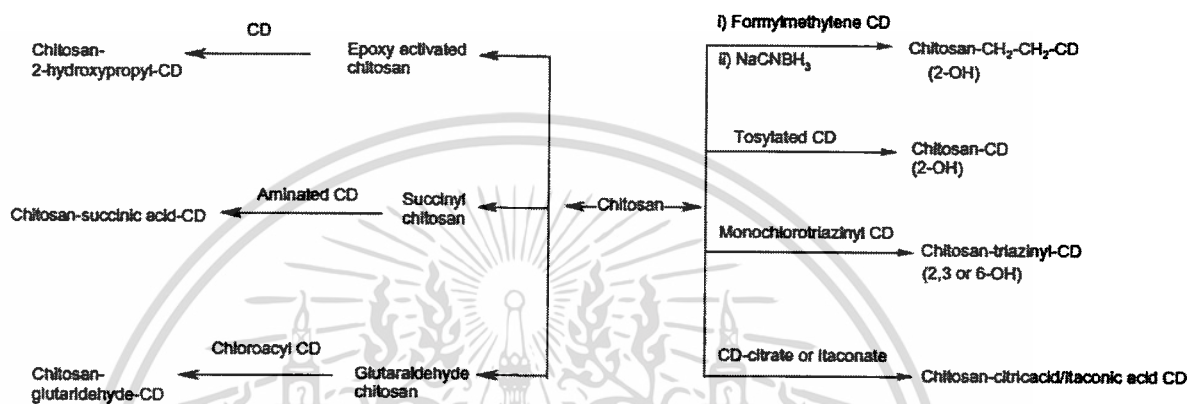 CD
Chitosan-
2-hydroxypropyl-CD
Epoxy activated
chitosan
Aminated CD
Chitosan-succinic acid-CD
Succinyl
chitosan
Chloroacyl CD
Chitosan-
glutaridehyde-CD
Glutaraldehyde
chitosan
Chitosan
i) Formylmethylene CD
ii) NaCNBH₃
Chitosan-CH₂-CH₂-CD
(2-OH)
Tosylated CD
Chitosan-CD
(2-OH)
Monochlorotriazinyl CD
Chitosan-triazinyl-CD
(2,3 or 6-OH)
CD-citrate or itaconate
Chitosan-citricacid/itaconic acid CD